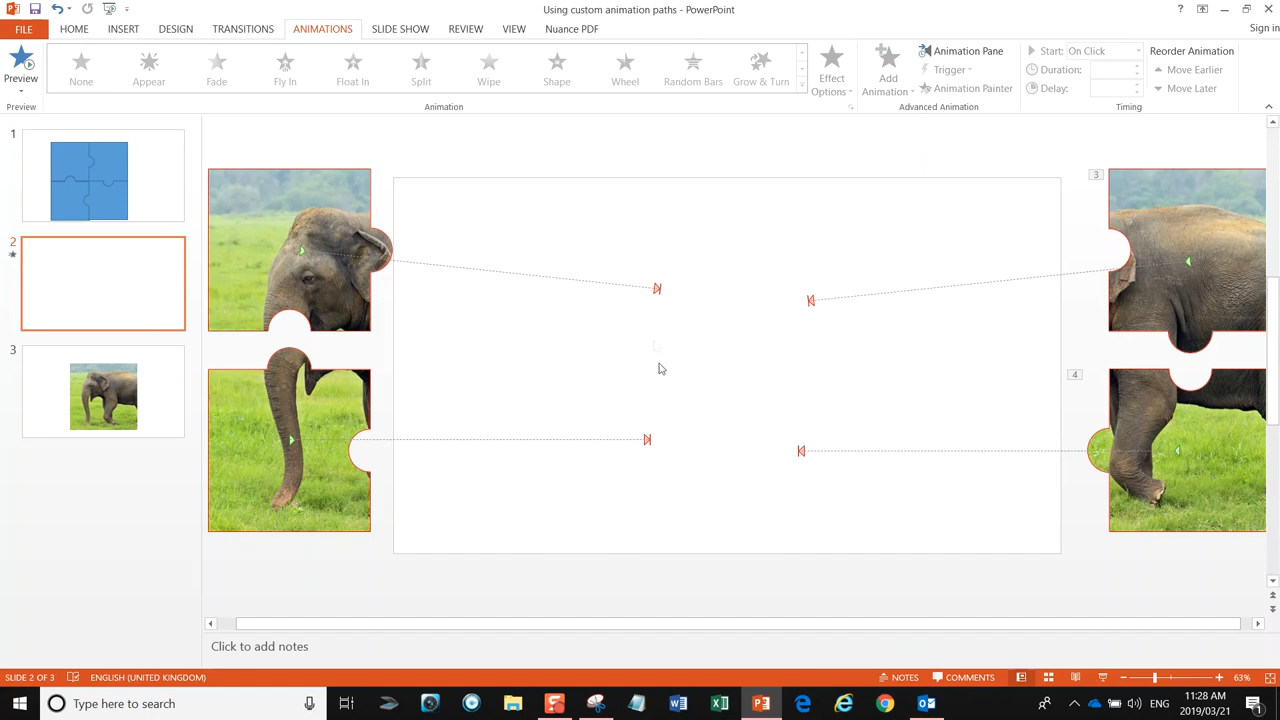 Using custom animation paths - PowerPoint
? 
Sign in
FILE HOME INSERT DESIGN TRANSITIONS ANIMATIONS SLIDE SHOW REVIEW VIEW Nuance PDF
Preview
Preview
None Appear Fade Fly In Float In Split Wipe Shape Wheel Random Bars Grow & Turn
Animation
Effect
Options
Add
Animation
Animation Pane
Trigger
Animation Painter
Advanced Animation
Start: On Click
Duration:
Delay:
Reorder Animation
Move Earlier
Move Later
Timing
1
2
3
3
4
Click to add notes
SLIDE 2 OF 3 ENGLISH (UNITED KINGDOM) NOTES COMMENTS 63%
Type here to search
ENG
11:28 AM
2019/03/21
1